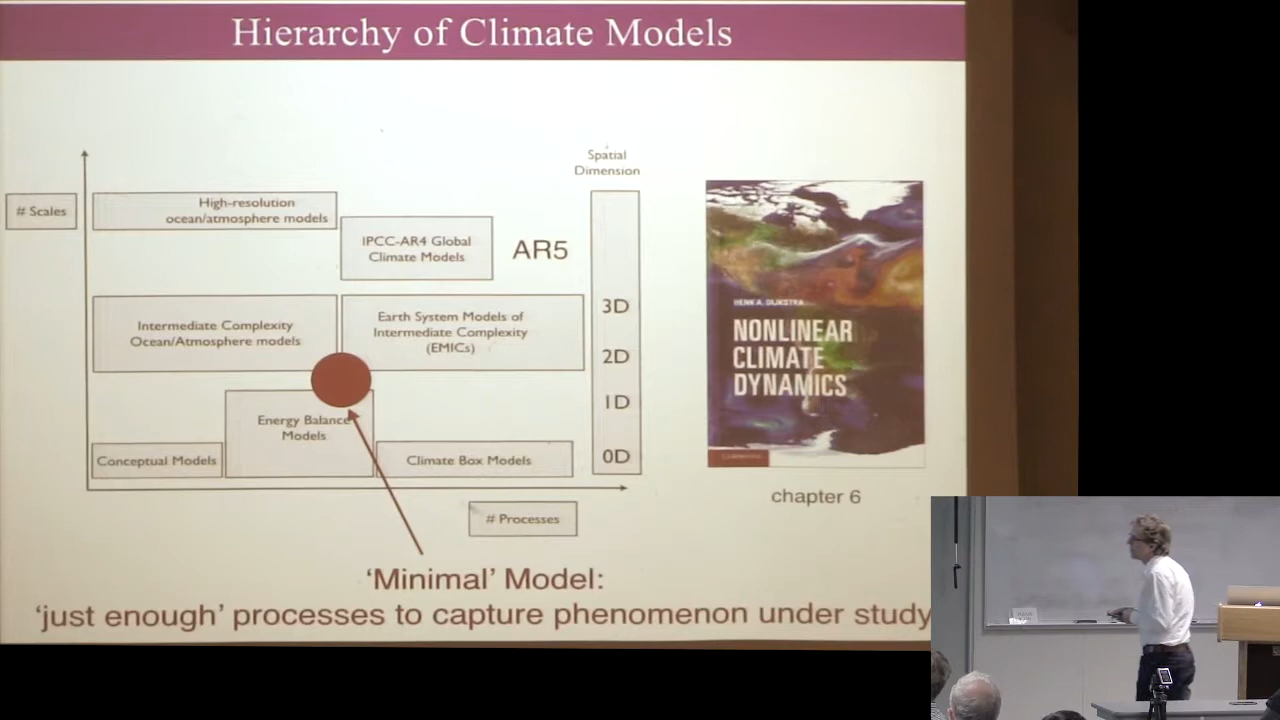 Hierarchy of Climate Models
Spatial
Dimension
# Scales
High-resolution
ocean/atmosphere models
IPCC-AR4 Global
Climate Models
AR5
Intermediate Complexity
Ocean/Atmosphere models
Earth System Models of
Intermediate Complexity
(EMICs)
3D
2D
1D
0D
Energy Balance
Models
Conceptual Models
Climate Box Models
# Processes
HENK A. DIJKSTRA
NONLINEAR
CLIMATE
DYNAMICS
chapter 6
'Minimal' Model:
'just enough' processes to capture phenomenon under study